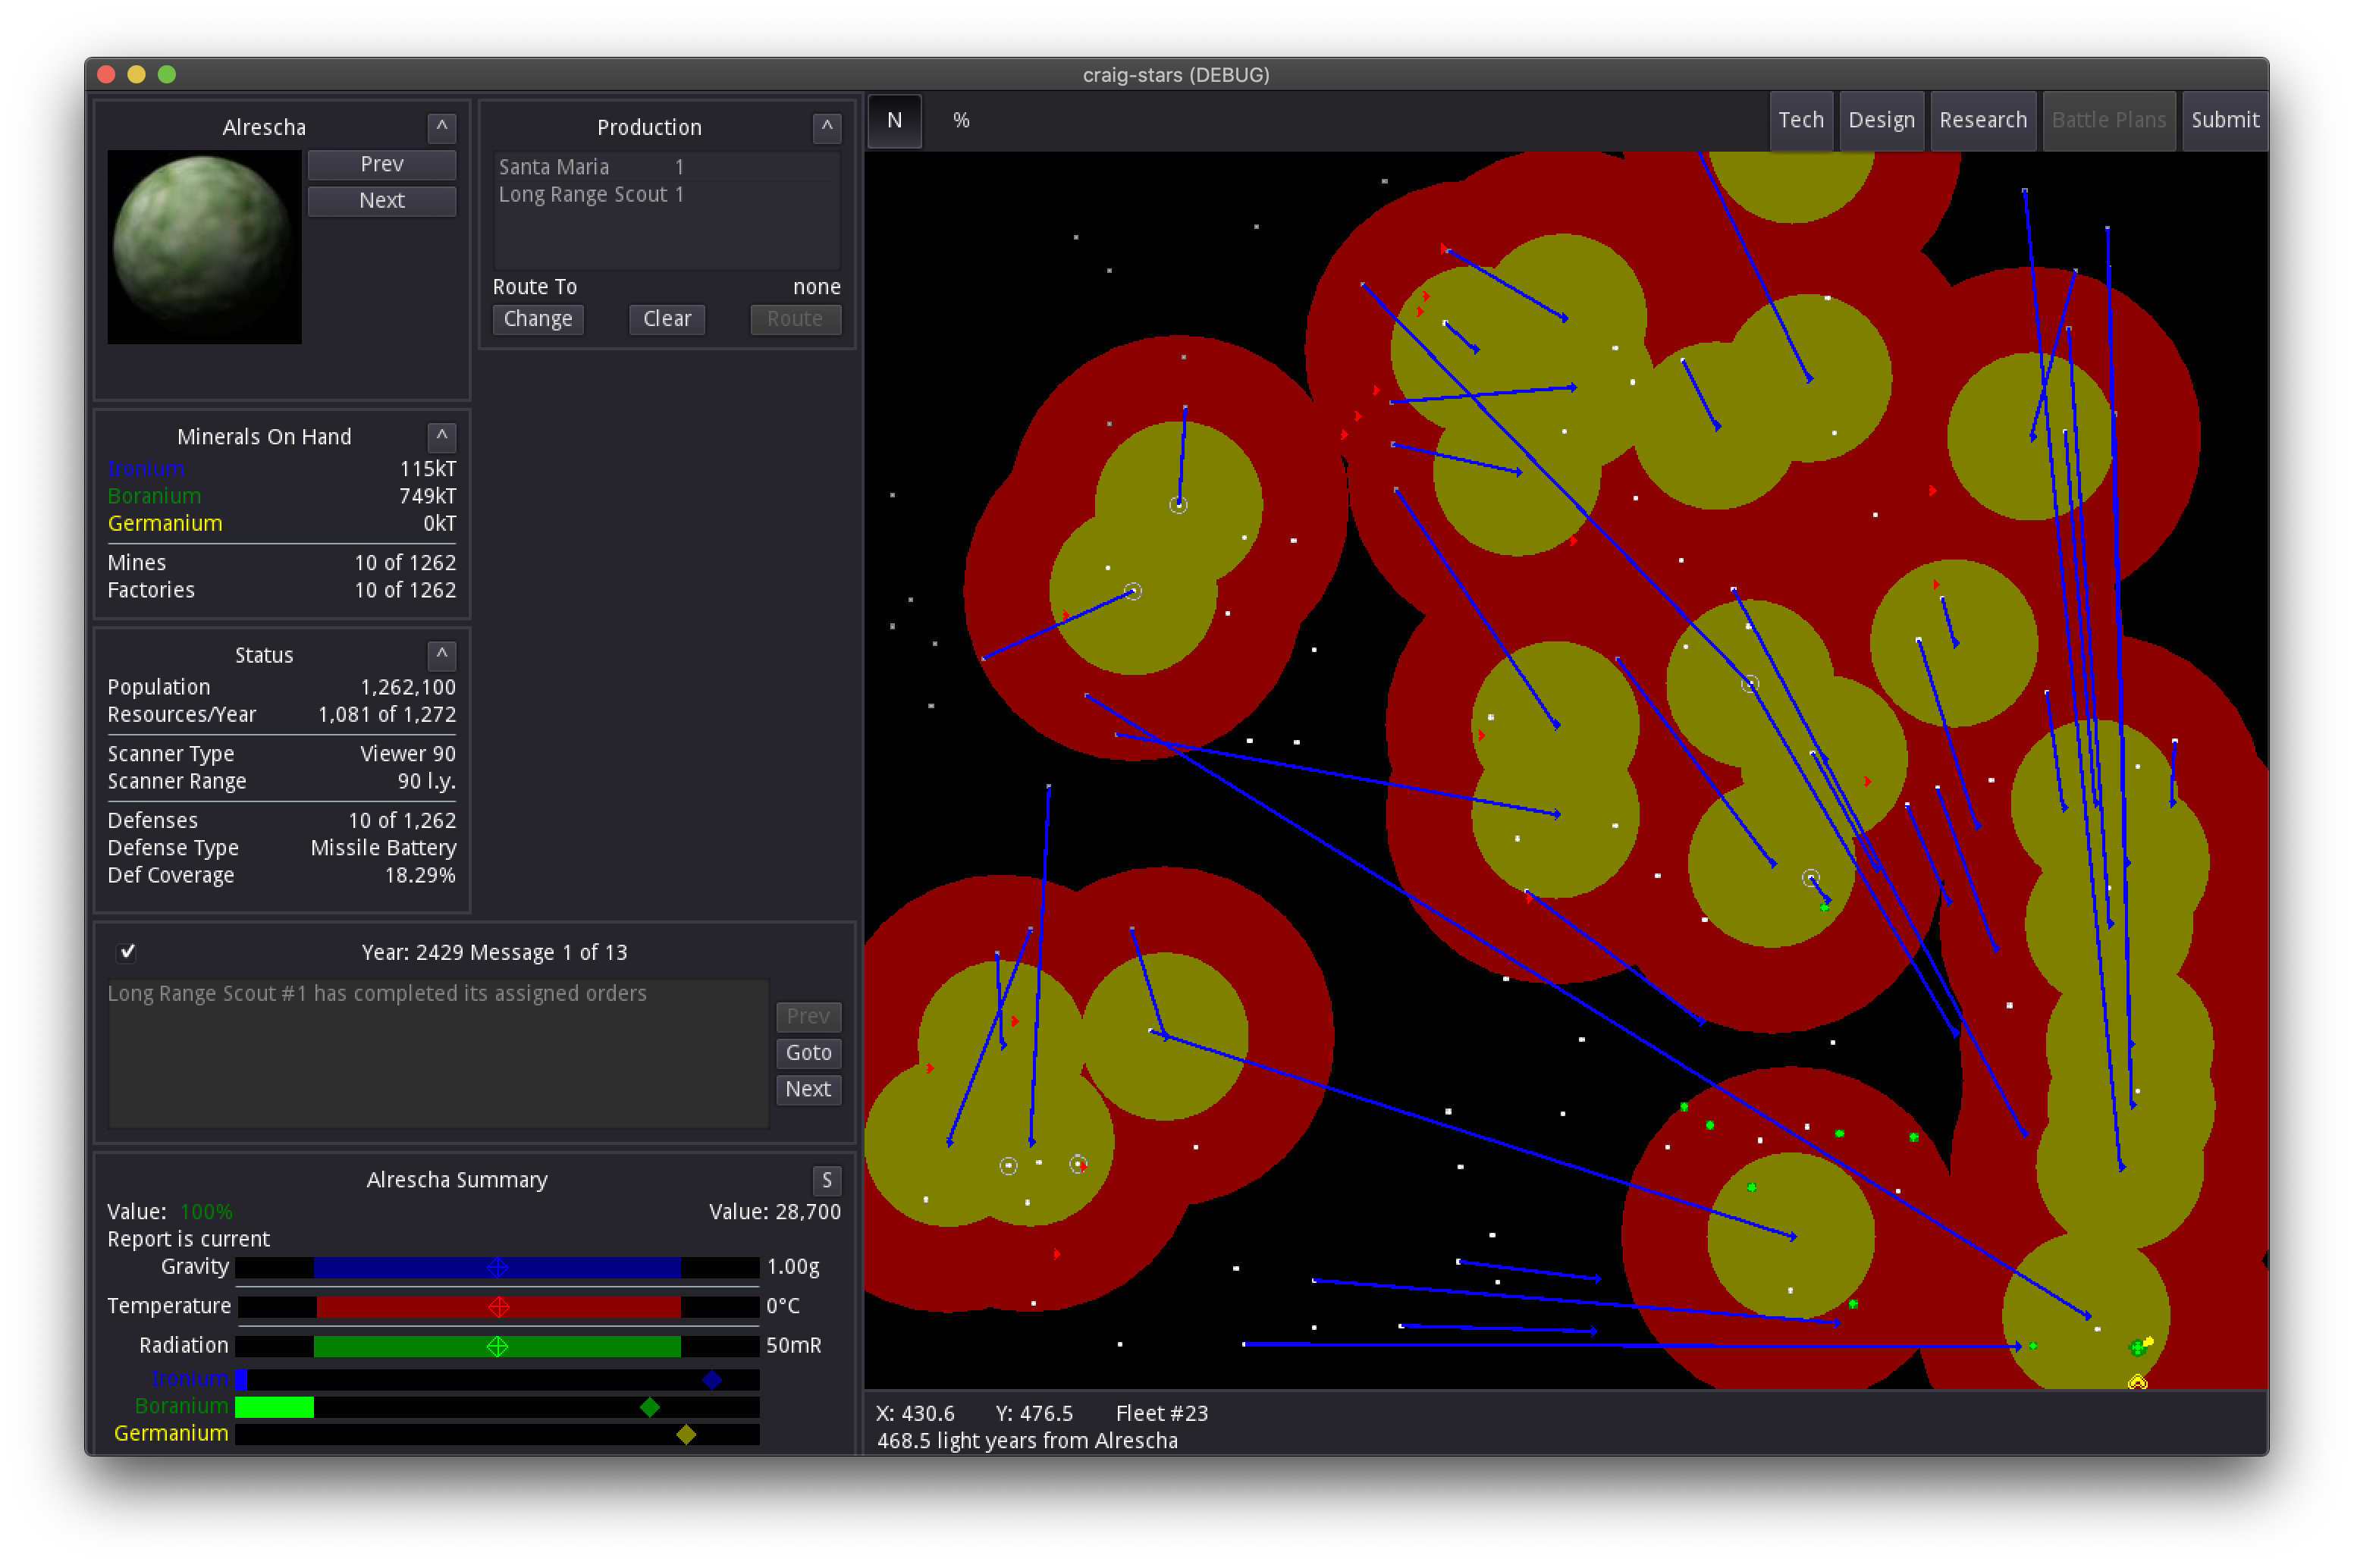 craig-stars (DEBUG)
Alrescha ^
Prev
Next
Production ^
Santa Maria 1
Long Range Scout 1
Route To none
Change Clear Route
N % Tech Design Research Battle Plans Submit
Minerals On Hand ^
Ironium 115kT
Boranium 749kT
Germanium 0kT
Mines 10 of 1262
Factories 10 of 1262
Status ^
Population 1,262,100
Resources/Year 1,081 of 1,272
Scanner Type Viewer 90
Scanner Range 90 l.y.
Defenses 10 of 1,262
Defense Type Missile Battery
Def Coverage 18.29%
Year: 2429 Message 1 of 13
Long Range Scout #1 has completed its assigned orders
Prev
Goto
Next
Alrescha Summary S
Value: 100% Value: 28,700
Report is current
Gravity 1.00g
Temperature 0°C
Radiation 50mR
Ironium
Boranium
Germanium
X: 430.6 Y: 476.5 Fleet #23
468.5 light years from Alrescha